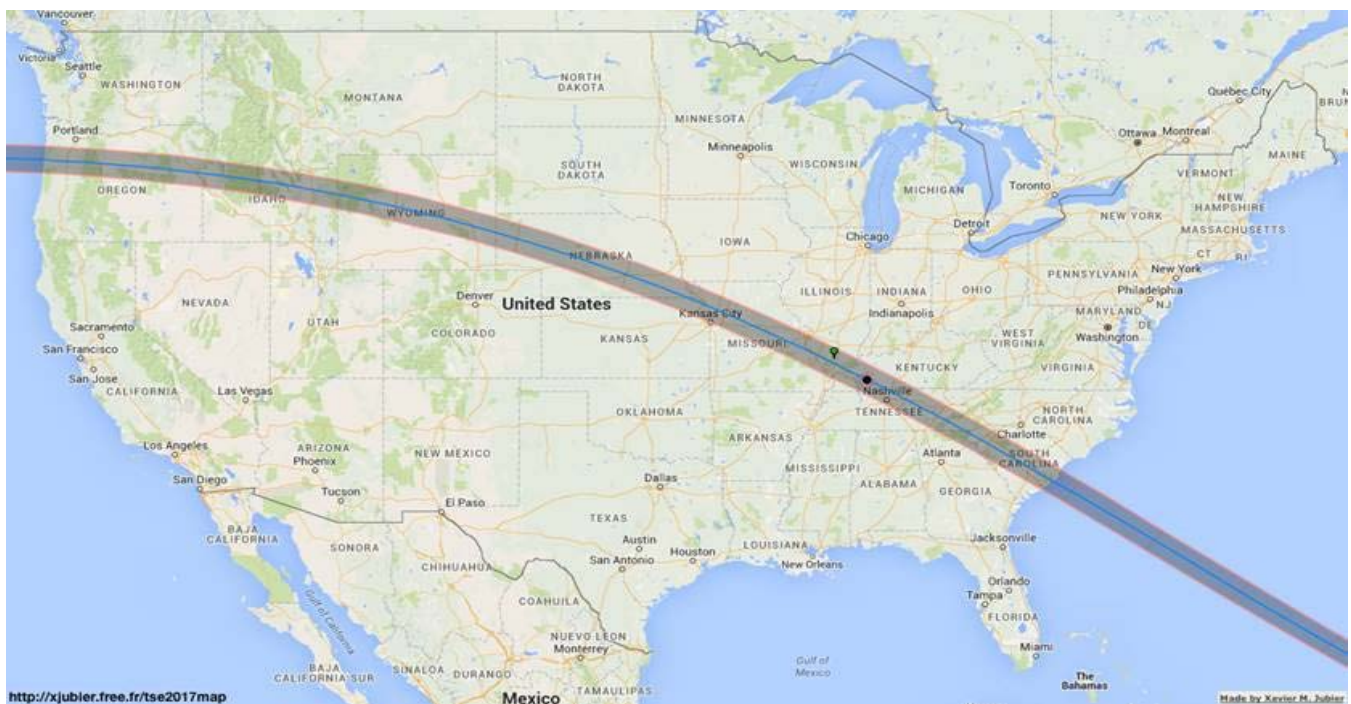 Vancouver
Victoria
Seattle
WASHINGTON
Portland
OREGON
IDAHO
MONTANA
WYOMING
NORTH
DAKOTA
SOUTH
DAKOTA
MINNESOTA
Minneapolis
WISCONSIN
MICHIGAN
Toronto
Detroit
Chicago
Ottawa
Montreal
Québec City
MAINE
VERMONT
NEW
HAMPSHIRE
MASSACHUSETTS
NEW YORK
CT
RI
PENNSYLVANIA
New York
Philadelphia
NJ
MARYLAND
DE
Washington
OHIO
INDIANA
Indianapolis
ILLINOIS
IOWA
NEBRASKA
NEVADA
UTAH
Denver
COLORADO
United States
KANSAS
Kansas City
MISSOURI
WEST
VIRGINIA
VIRGINIA
KENTUCKY
Nashville
TENNESSEE
NORTH
CAROLINA
Charlotte
SOUTH
CAROLINA
Atlanta
GEORGIA
ALABAMA
MISSISSIPPI
ARKANSAS
OKLAHOMA
Sacramento
San Francisco
San Jose
CALIFORNIA
Las Vegas
Los Angeles
San Diego
ARIZONA
Phoenix
Tucson
NEW MEXICO
El Paso
Dallas
TEXAS
Austin
San Antonio
Houston
LOUISIANA
New Orleans
Jacksonville
Orlando
Tampa
FLORIDA
Miami
The
Bahamas
Gulf of
Mexico
BAJA
CALIFORNIA
SONORA
CHIHUAHUA
COAHUILA
NUEVO LEON
Monterrey
TAMAULIPAS
Gulf of California
BAJA
CALIFORNIA SUR
SINALOA
DURANGO
Mexico
http://xjubier.free.fr/tse2017map
Made by Xavier M. Jubier